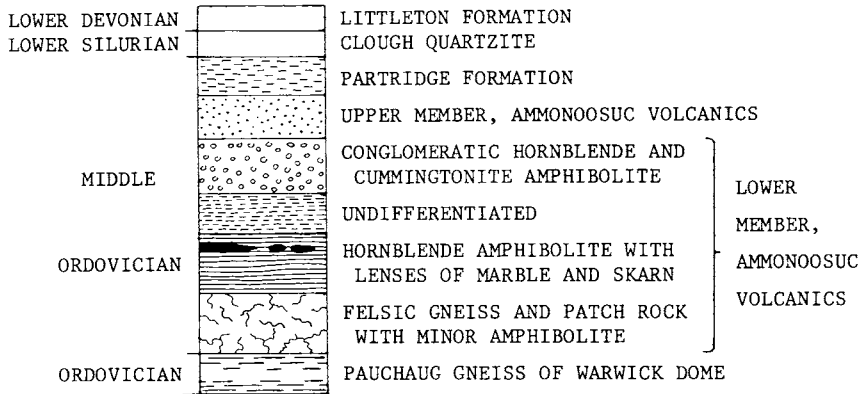 LOWER DEVONIAN LITTLETON FORMATION
LOWER SILURIAN CLOUGH QUARTZITE
PARTRIDGE FORMATION
UPPER MEMBER, AMMONOOSUC VOLCANICS
MIDDLE
ORDOVICIAN
CONGLOMERATIC HORNBLENDE AND
CUMMINGTONITE AMPHIBOLITE
UNDIFFERENTIATED
HORNBLENDE AMPHIBOLITE WITH
LENSES OF MARBLE AND SKARN
FELSIC GNEISS AND PATCH ROCK
WITH MINOR AMPHIBOLITE
LOWER
MEMBER,
AMMONOOSUC
VOLCANICS
ORDOVICIAN PAUCHAUG GNEISS OF WARWICK DOME